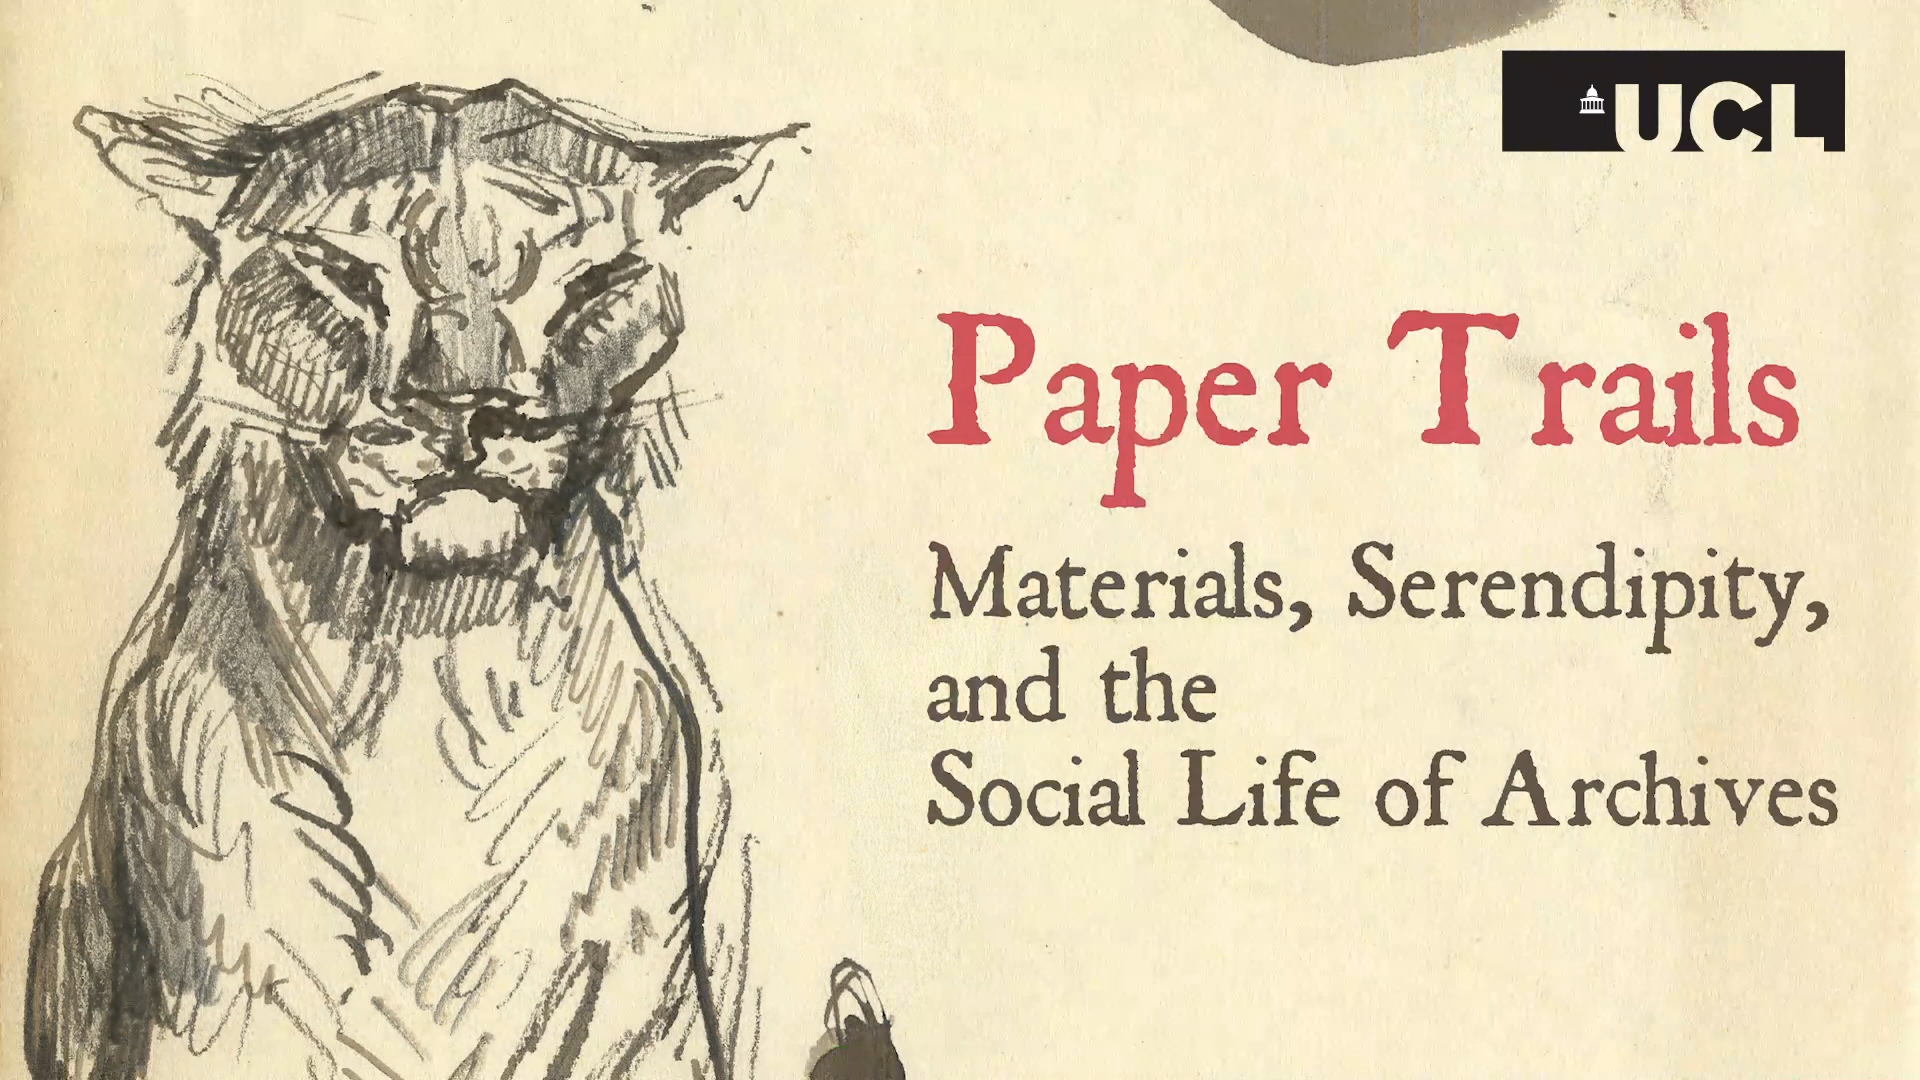 UCL
Paper Trails
Materials, Serendipity,
and the
Social Life of Archives